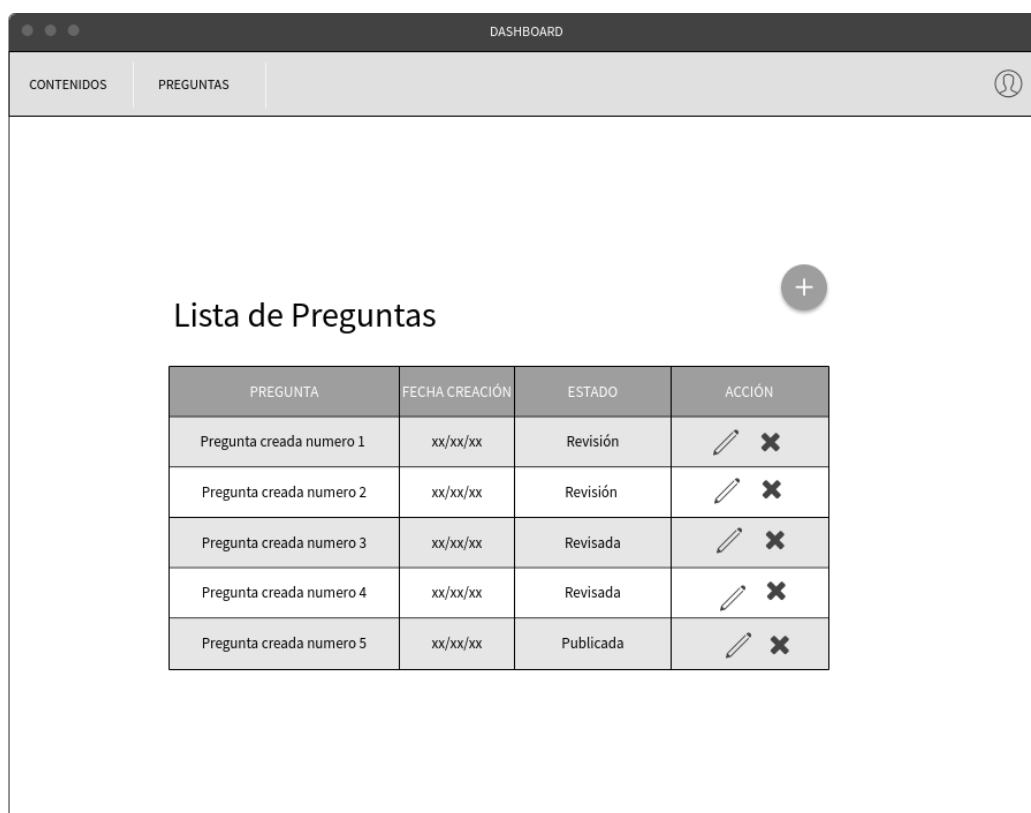 DASHBOARD
CONTENIDOS PREGUNTAS
Lista de Preguntas
PREGUNTA FECHA CREACIÓN ESTADO ACCIÓN
Pregunta creada numero 1 xx/xx/xx Revisión
Pregunta creada numero 2 xx/xx/xx Revisión
Pregunta creada numero 3 xx/xx/xx Revisada
Pregunta creada numero 4 xx/xx/xx Revisada
Pregunta creada numero 5 xx/xx/xx Publicada